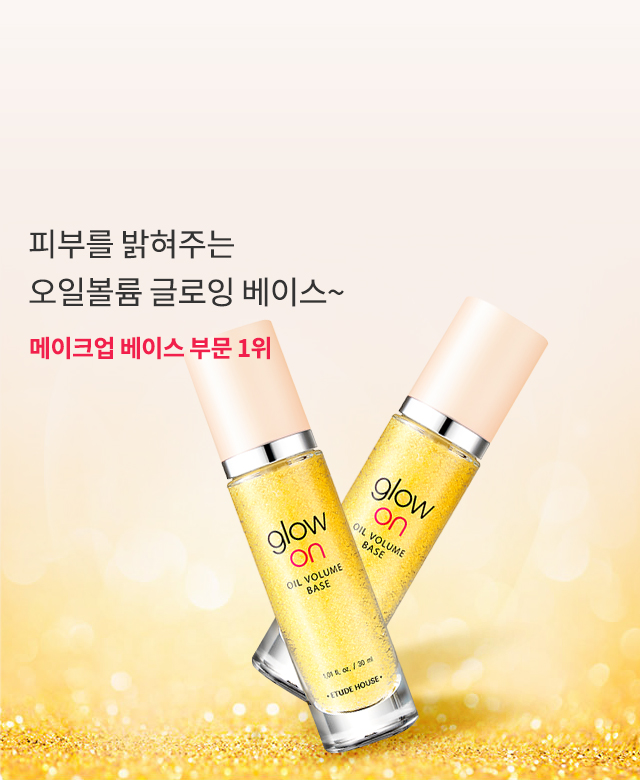 피부를 밝혀주는
오일볼륨 글로잉 베이스~
메이크업 베이스 부문 1위
glow
on
OIL VOLUME
BASE
glow
on
OIL VOLUME
BASE
1.01 fl. oz. / 30 ml
• ETUDE HOUSE •